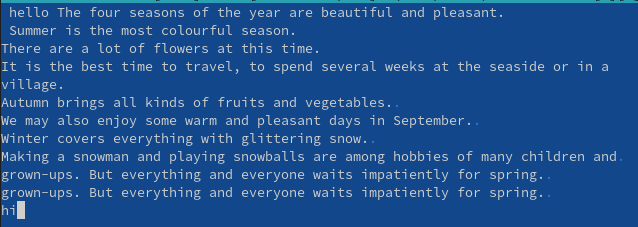 hello The four seasons of the year are beautiful and pleasant.
Summer is the most colourful season.
There are a lot of flowers at this time.
It is the best time to travel, to spend several weeks at the seaside or in a
village.
Autumn brings all kinds of fruits and vegetables..
We may also enjoy some warm and pleasant days in September..
Winter covers everything with glittering snow..
Making a snowman and playing snowballs are among hobbies of many children and.
grown-ups. But everything and everyone waits impatiently for spring..
grown-ups. But everything and everyone waits impatiently for spring..
hi